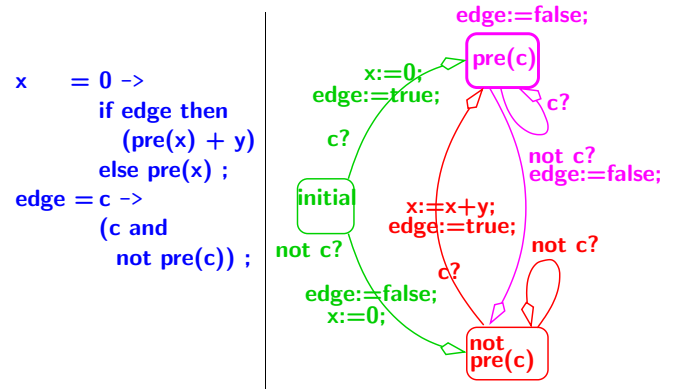 x = 0 ->
if edge then
(pre(x) + y)
else pre(x) ;
edge = c ->
(c and
not pre(c)) ;
edge:=false;
pre(c)
x:=0;
edge:=true;
c?
c?
not c?
edge:=false;
initial
x:=x+y;
edge:=true;
not c?
not c?
c?
edge:=false;
x:=0;
not
pre(c)